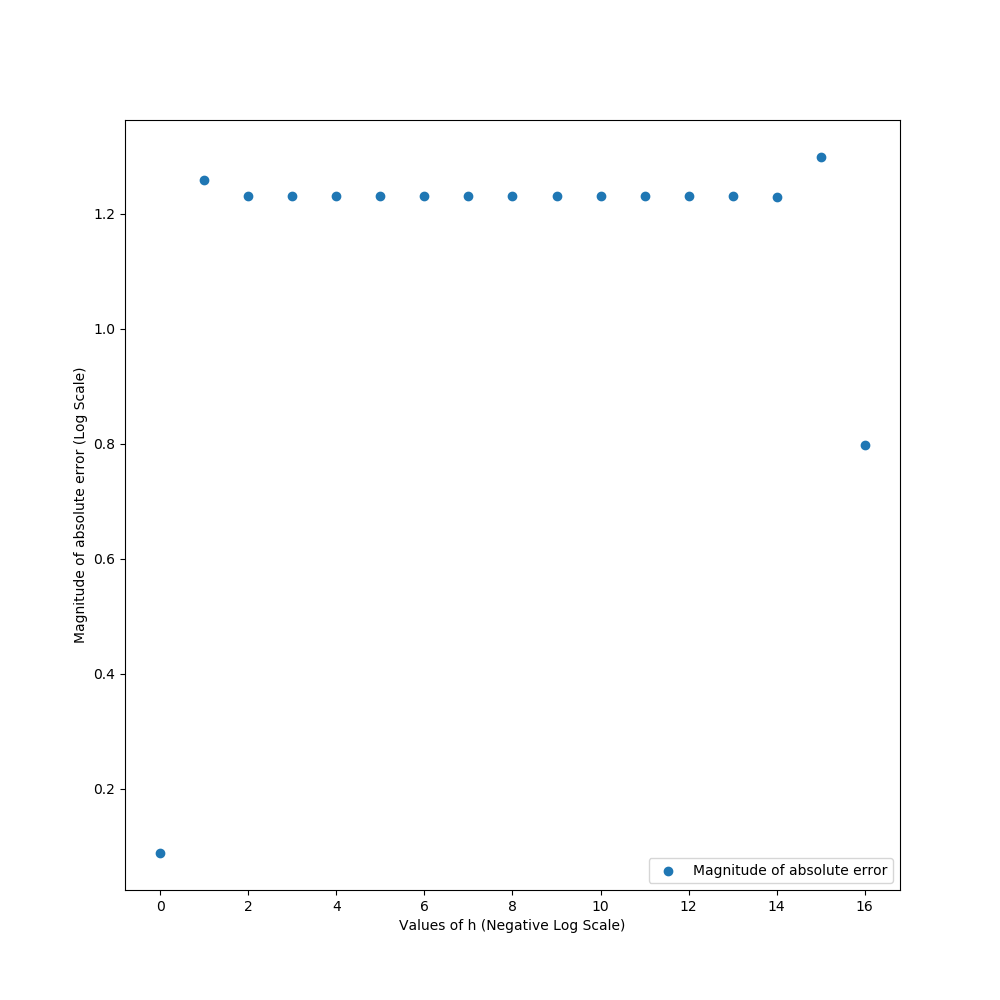 1.2
1.0
0.8
0.6
0.4
0.2
Magnitude of absolute error (Log Scale)
Magnitude of absolute error
0 2 4 6 8 10 12 14 16
Values of h (Negative Log Scale)